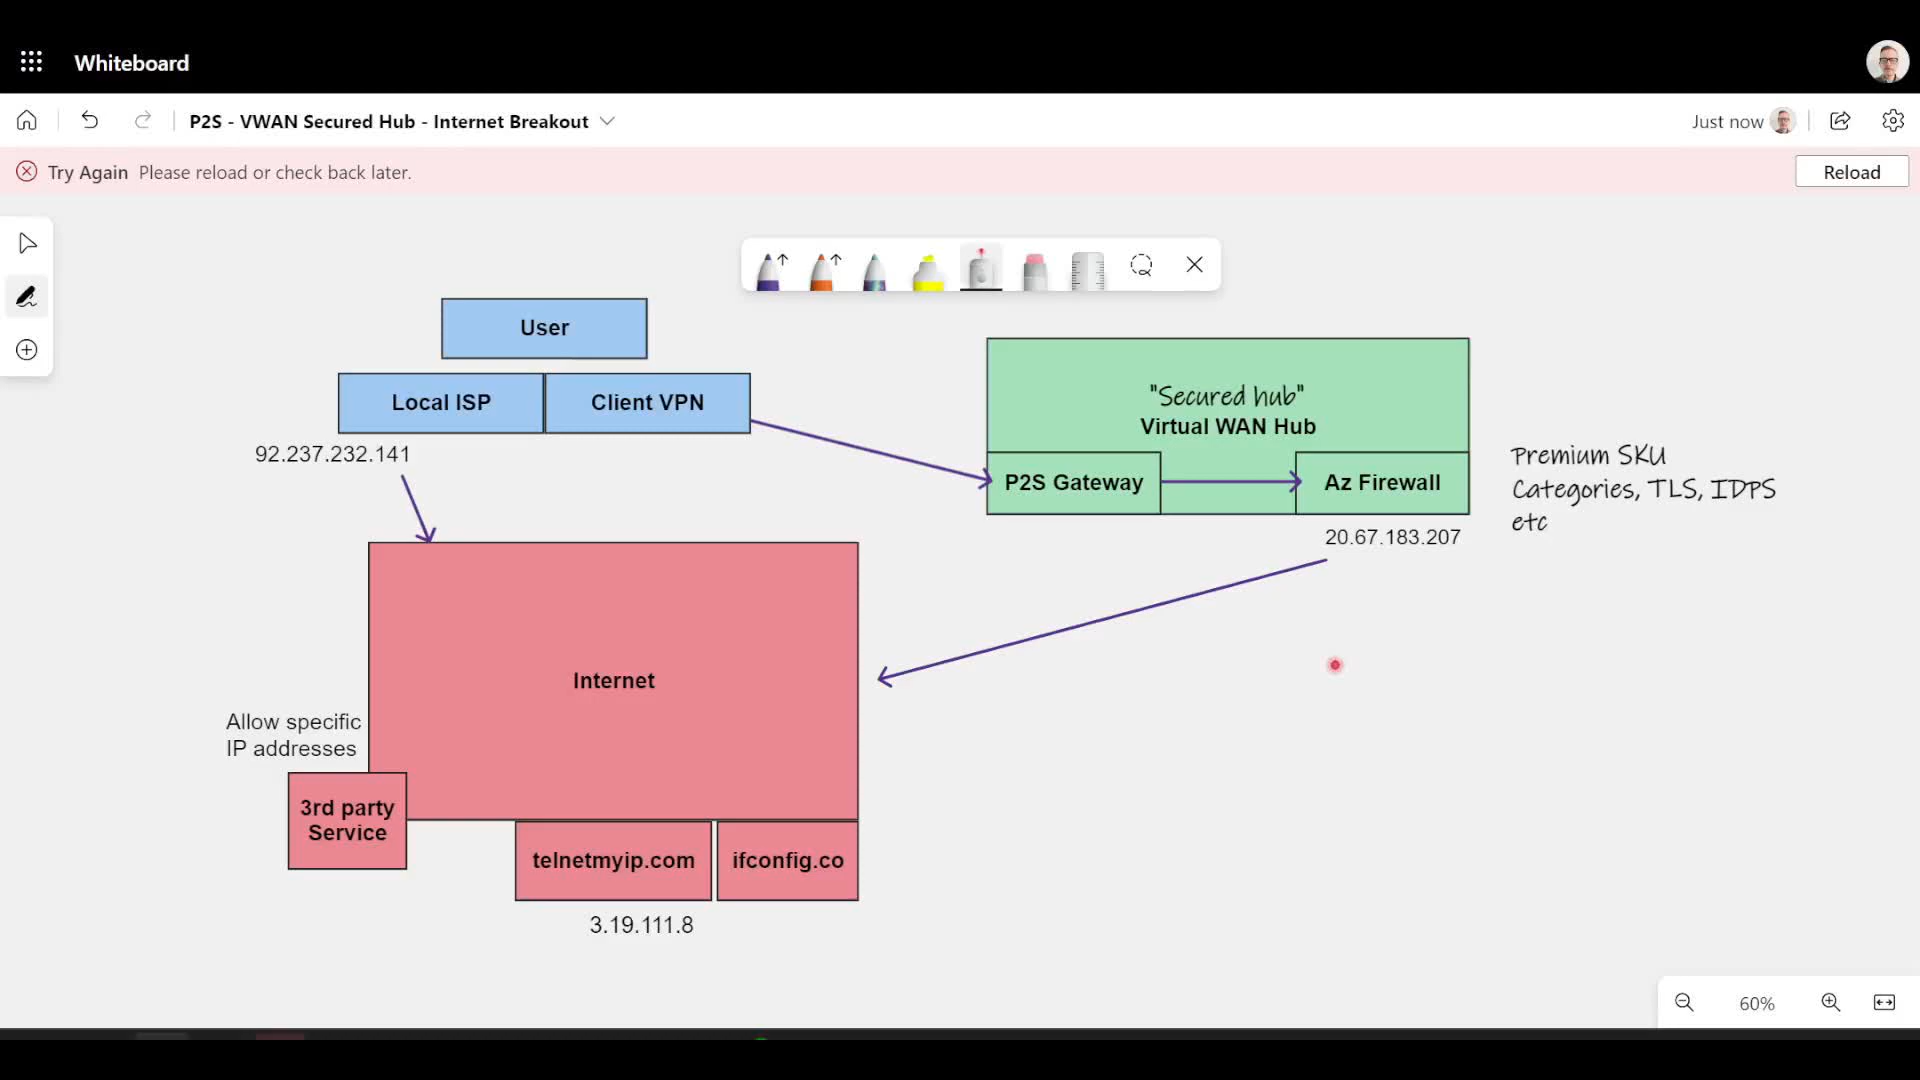 Whiteboard
P2S - VWAN Secured Hub - Internet Breakout
Just now
Try Again Please reload or check back later.
Reload
User
Local ISP
Client VPN
92.237.232.141
"Secured hub"
Virtual WAN Hub
P2S Gateway
Az Firewall
20.67.183.207
Premium SKU
Categories, TLS, IDPS
etc
Internet
Allow specific
IP addresses
3rd party
Service
telnetmyip.com
ifconfig.co
3.19.111.8
60%